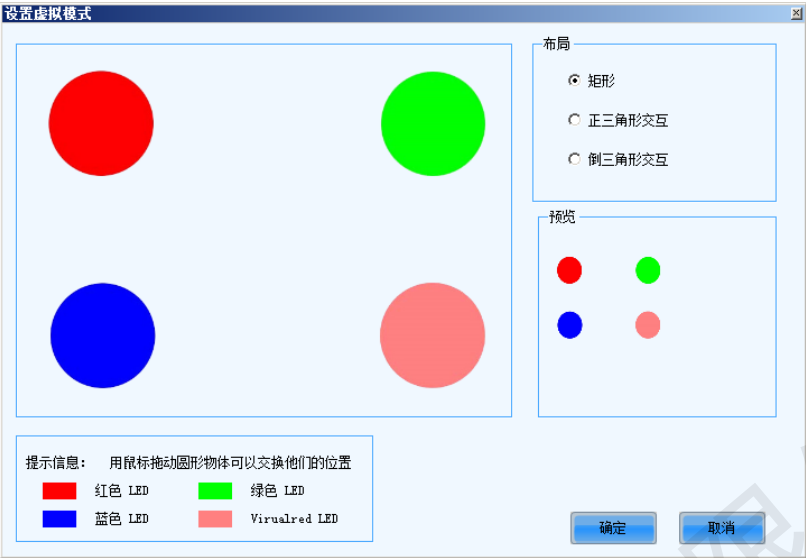 设置虚拟模式
布局
矩形
正三角形交互
倒三角形交互
预览
提示信息： 用鼠标拖动圆形物体可以交换他们的位置
红色 LED 绿色 LED
蓝色 LED Virualred LED
确定 取消
限